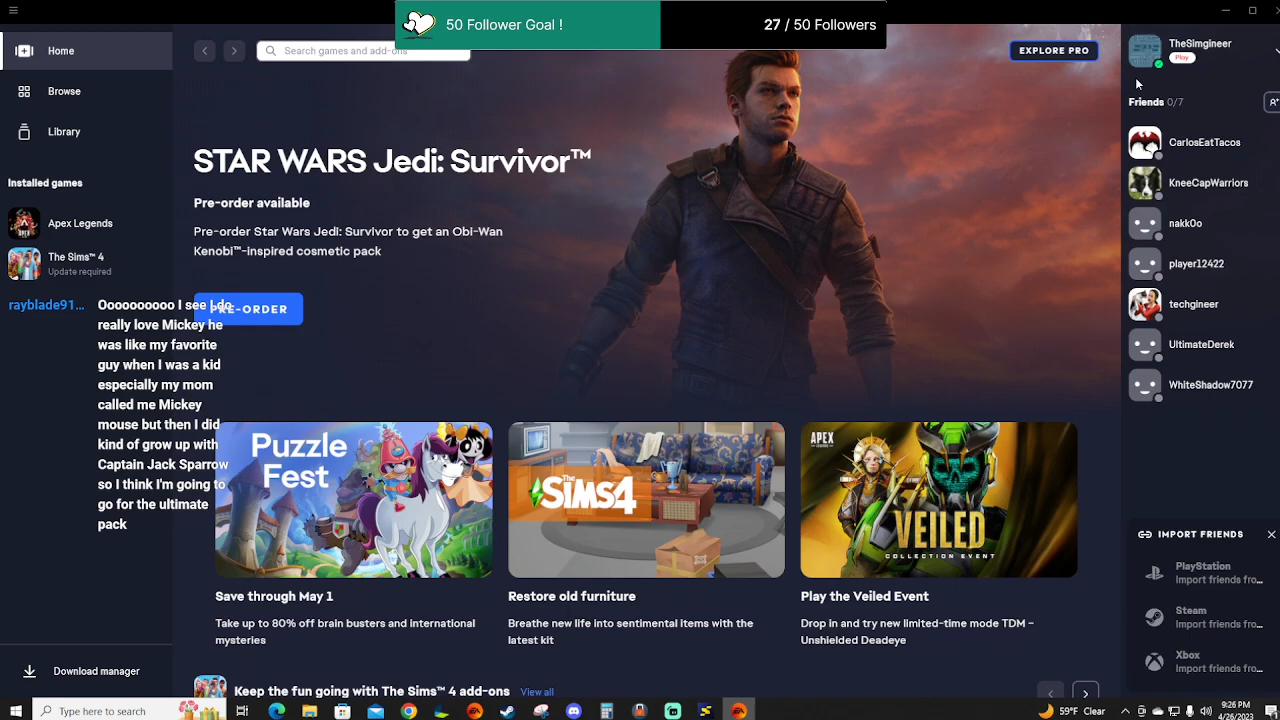 50 Follower Goal !
27 / 50 Followers
Home
Browse
Library
Installed games
Apex Legends
The Sims™ 4
Update required
rayblade91...
Ooooooooo I see I do
really love Mickey he
was like my favorite
guy when I was a kid
especially my mom
called me Mickey
mouse but then I did
kind of grow up with
Captain Jack Sparrow
so I think I'm going to
go for the ultimate
pack
Download manager
Search games and add-ons
EXPLORE PRO
STAR WARS Jedi: Survivor™
Pre-order available
Pre-order Star Wars Jedi: Survivor to get an Obi-Wan
Kenobi™-inspired cosmetic pack
PRE-ORDER
Puzzle
Fest
Save through May 1
Take up to 80% off brain busters and international
mysteries
The
SIMS4
Restore old furniture
Breathe new life into sentimental items with the
latest kit
APEX
VEILED
COLLECTION EVENT
Play the Veiled Event
Drop in and try new limited-time mode TDM –
Unshielded Deadeye
Keep the fun going with The Sims™ 4 add-ons
View all
TheSimgineer
Play
Friends 0/7
CarlosEatTacos
KneeCapWarriors
nakk0o
player12422
techgineer
UltimateDerek
WhiteShadow7077
IMPORT FRIENDS
PlayStation
Import friends fro...
Steam
Import friends fro...
Xbox
Import friends fro...
Type here to search
59°F Clear
9:26 PM
4/26/2023